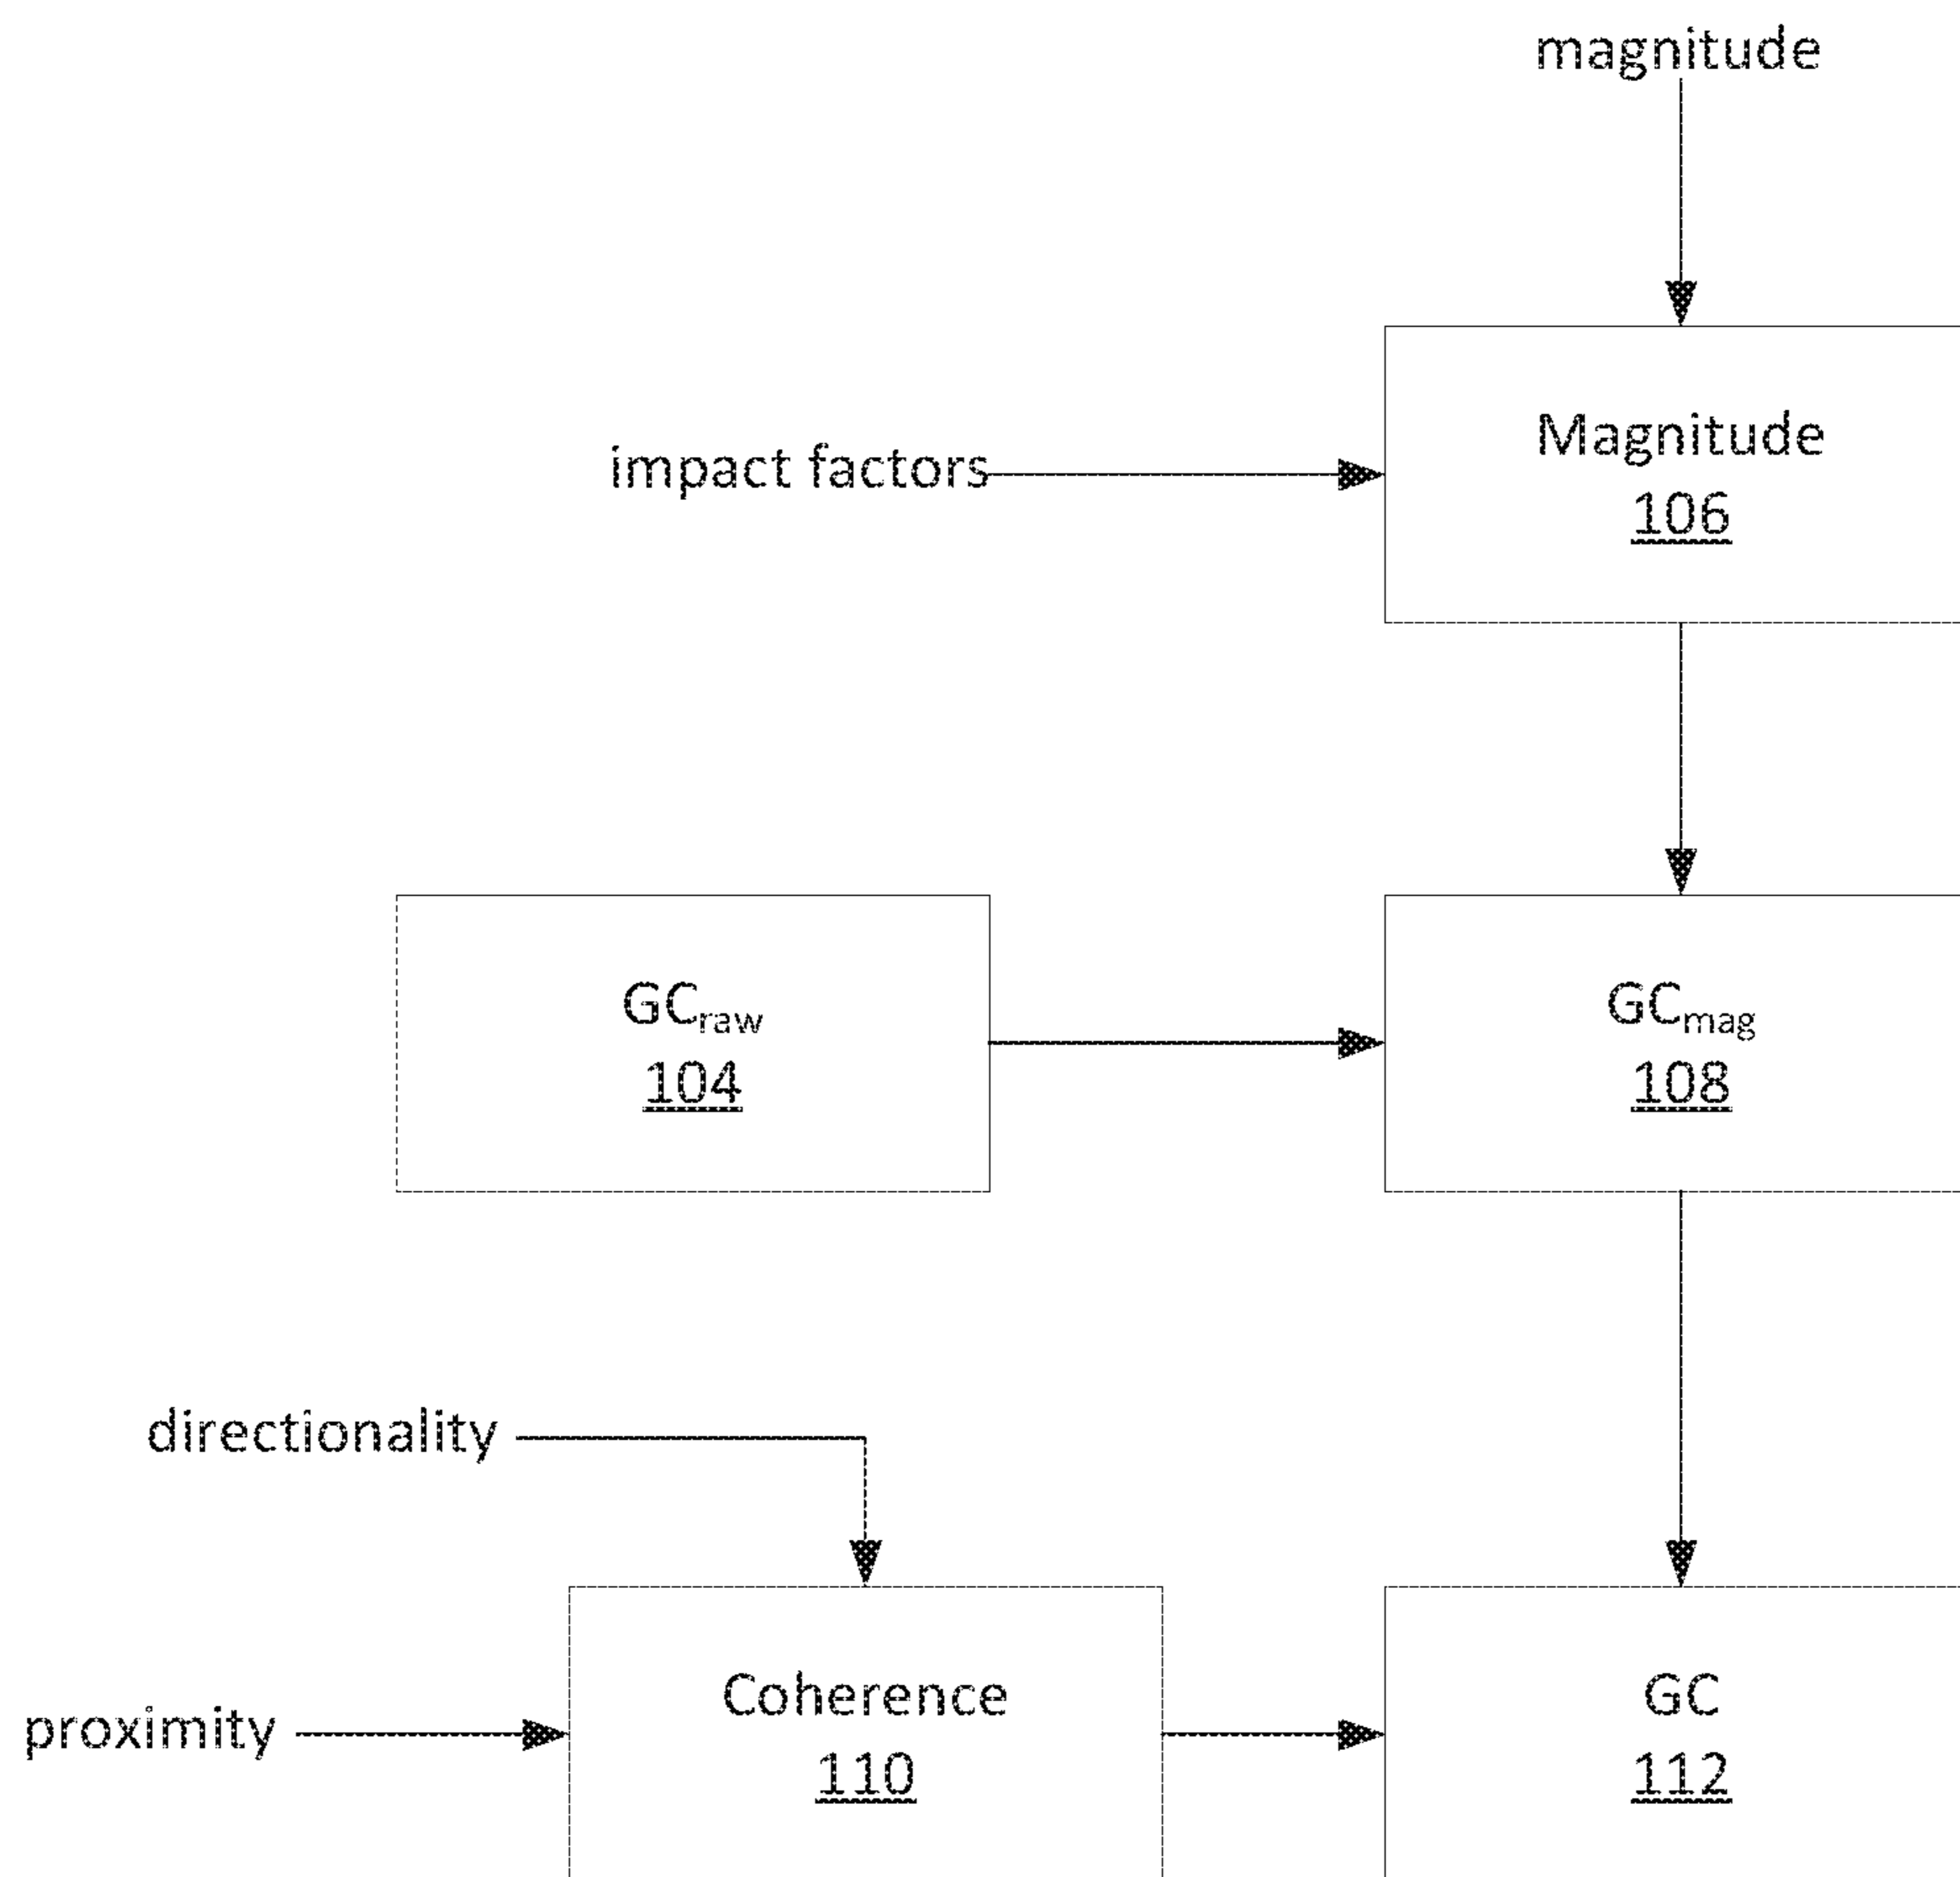 magnitude
impact factors
Magnitude
106
GCraw
104
GCmag
108
directionality
proximity
Coherence
110
GC
112